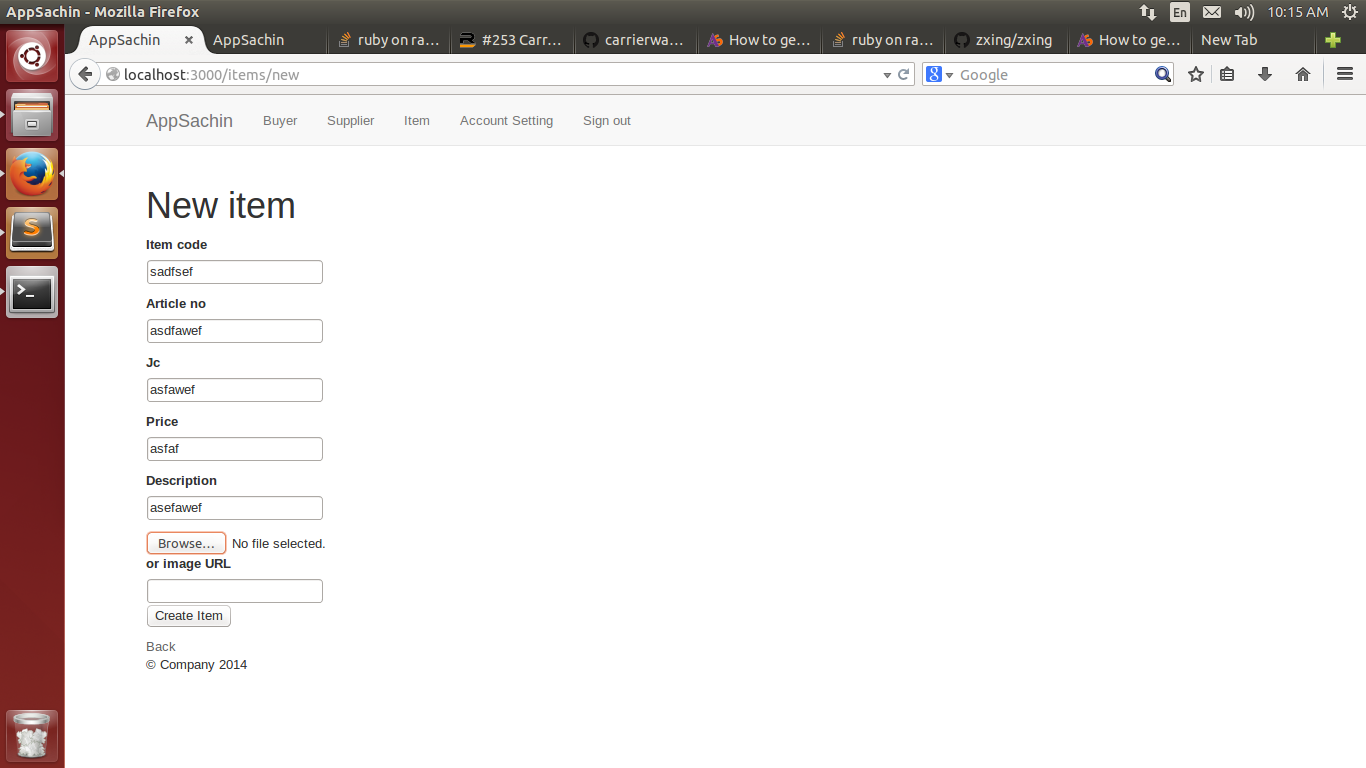 AppSachin - Mozilla Firefox
En
10:15 AM
AppSachin
AppSachin
ruby on ra...
#253 Carr...
carrierwa...
How to ge...
ruby on ra...
zxing/zxing
How to ge...
New Tab
localhost:3000/items/new
Google
AppSachin Buyer Supplier Item Account Setting Sign out
New item
Item code
sadfsef
Article no
asdfawef
Jc
asfawef
Price
asfaf
Description
asefawef
Browse... No file selected.
or image URL
Create Item
Back
© Company 2014